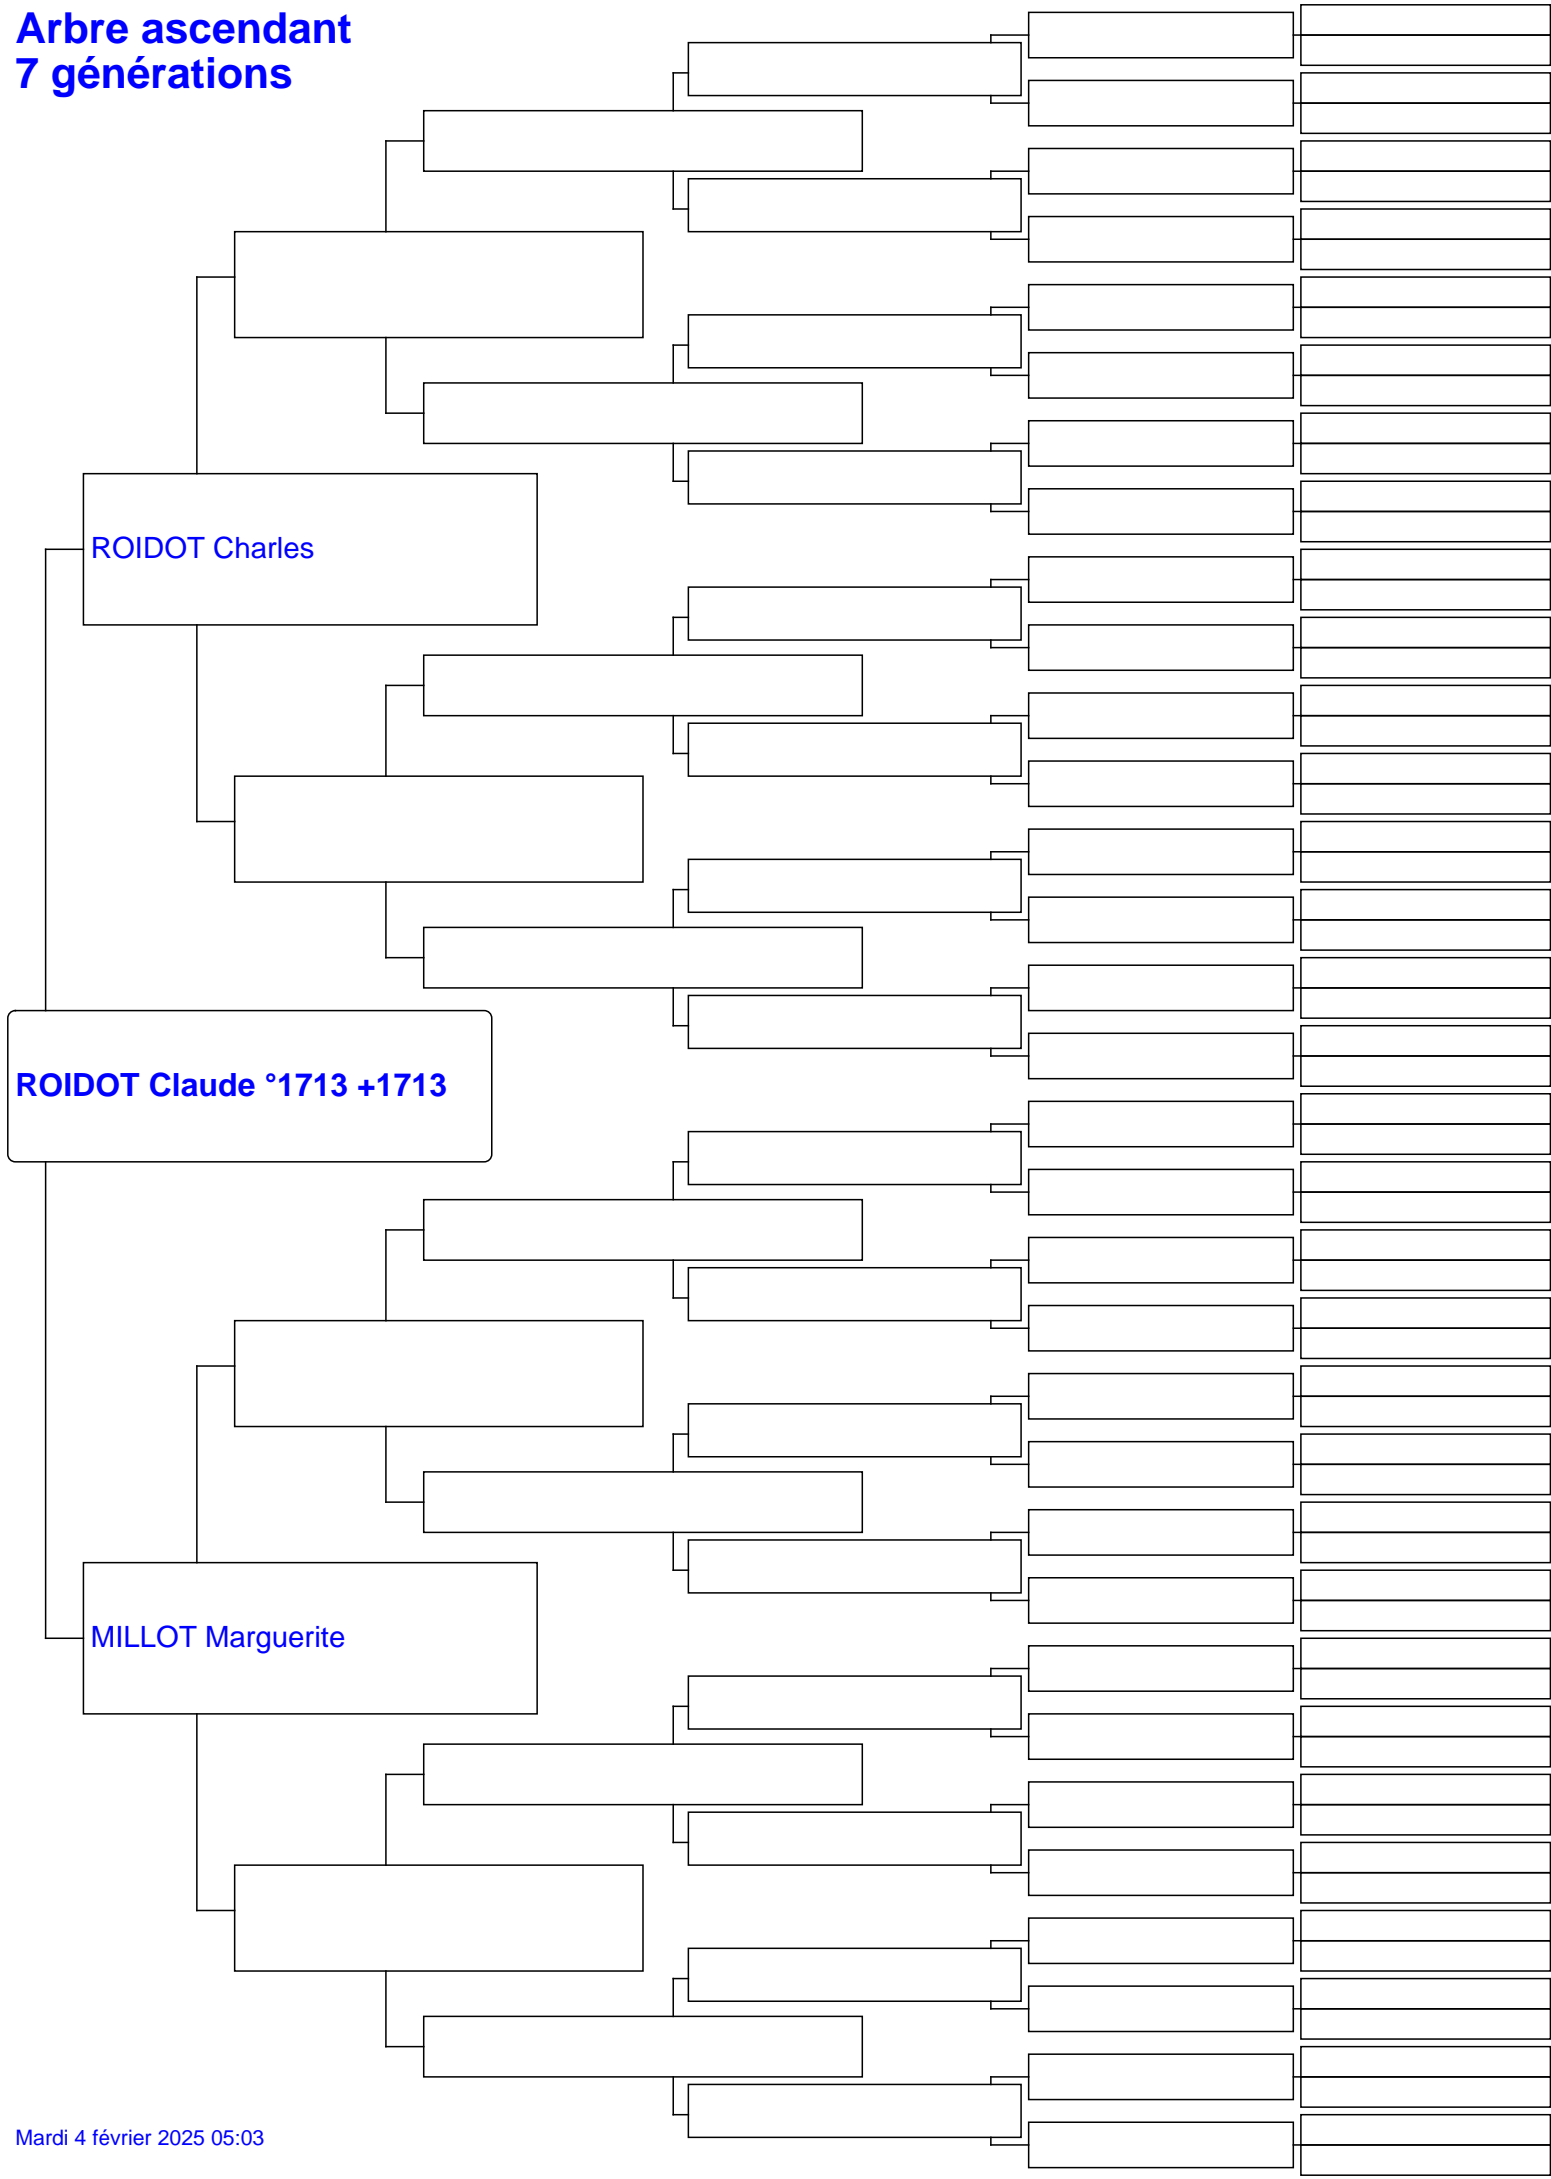 Arbre ascendant
7 générations
ROIDOT Charles
ROIDOT Claude °1713 +1713
MILLOT Marguerite
Mardi 4 février 2025 05:03